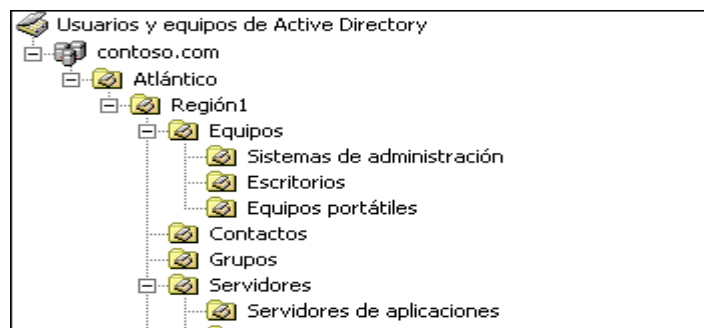 Usuarios y equipos de Active Directory
contoso.com
Atlántico
Región1
Equipos
Sistemas de administración
Escritorios
Equipos portátiles
Contactos
Grupos
Servidores
Servidores de aplicaciones